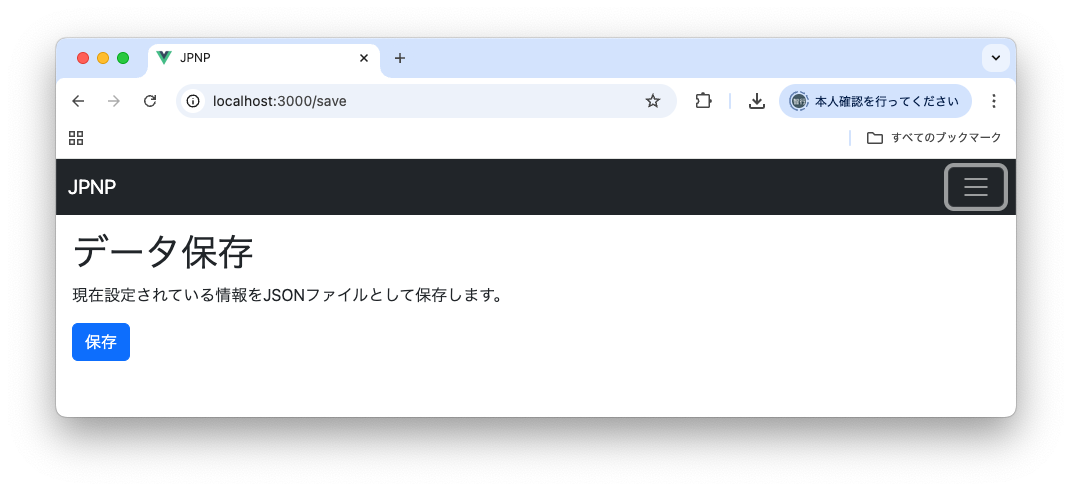 JPNP
localhost:3000/save
本人確認を行ってください
すべてのブックマーク
JPNP
データ保存
現在設定されている情報をJSONファイルとして保存します。
保存